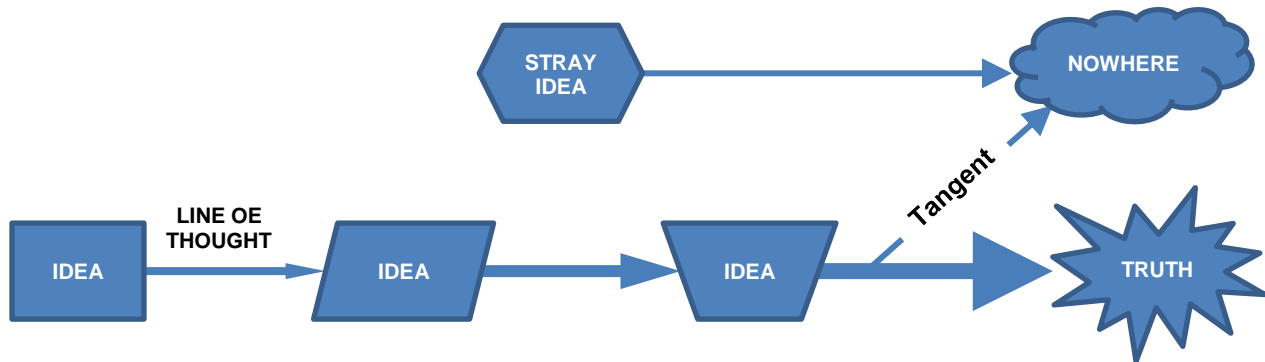 STRAY
IDEA
NOWHERE
Tangent
LINE OE
THOUGHT
IDEA
IDEA
IDEA
TRUTH